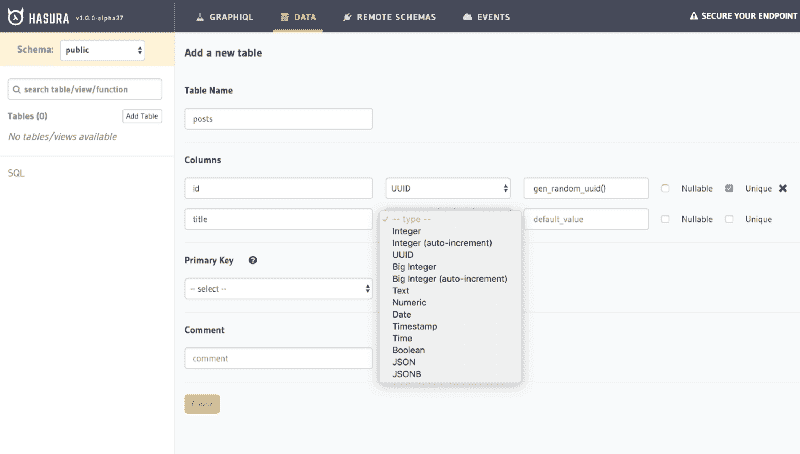 HASURA v1.0.0-alpha37 GRAPHIQL DATA REMOTE SCHEMAS EVENTS SECURE YOUR ENDPOINT
Schema: public
Add a new table
search table/view/function
Table Name
Tables (0) Add Table
posts
No tables/views available
Columns
SQL
id UUID gen_random_uuid() Nullable Unique
title default_value Nullable Unique
-- type --
Integer
Integer (auto-increment)
UUID
Big Integer
Big Integer (auto-increment)
Text
Numeric
Date
Timestamp
Time
Boolean
JSON
JSONB
Primary Key
-- select --
Comment
comment
Create